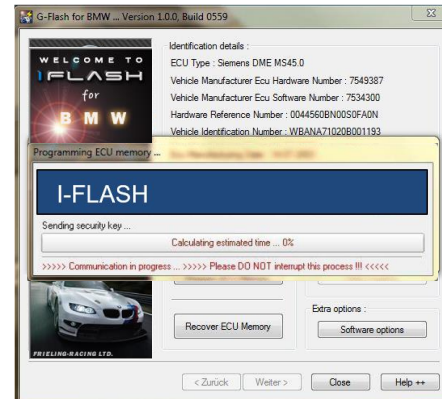 G-Flash for BMW ... Version 1.0.0, Build 0559
WELCOME TO
IFLASH
for
BMW
Identification details :
ECU Type : Siemens DME MS45.0
Vehicle Manufacturer Ecu Hardware Number : 7549387
Vehicle Manufacturer Ecu Software Number : 7534300
Hardware Reference Number : 0044560BN00S0FA0N
Vehicle Identification Number : WBANA71020B001193
Programming ECU memory ...
I-FLASH
Sending security key ...
Calculating estimated time ... 0%
>>>>> Communication in progress ... >>>>> Please DO NOT interrupt this process !!! <<<<<
Extra options :
Recover ECU Memory
Software options
FRIELING-RACING LTD.
< Zurück
Weiter >
Close
Help ++